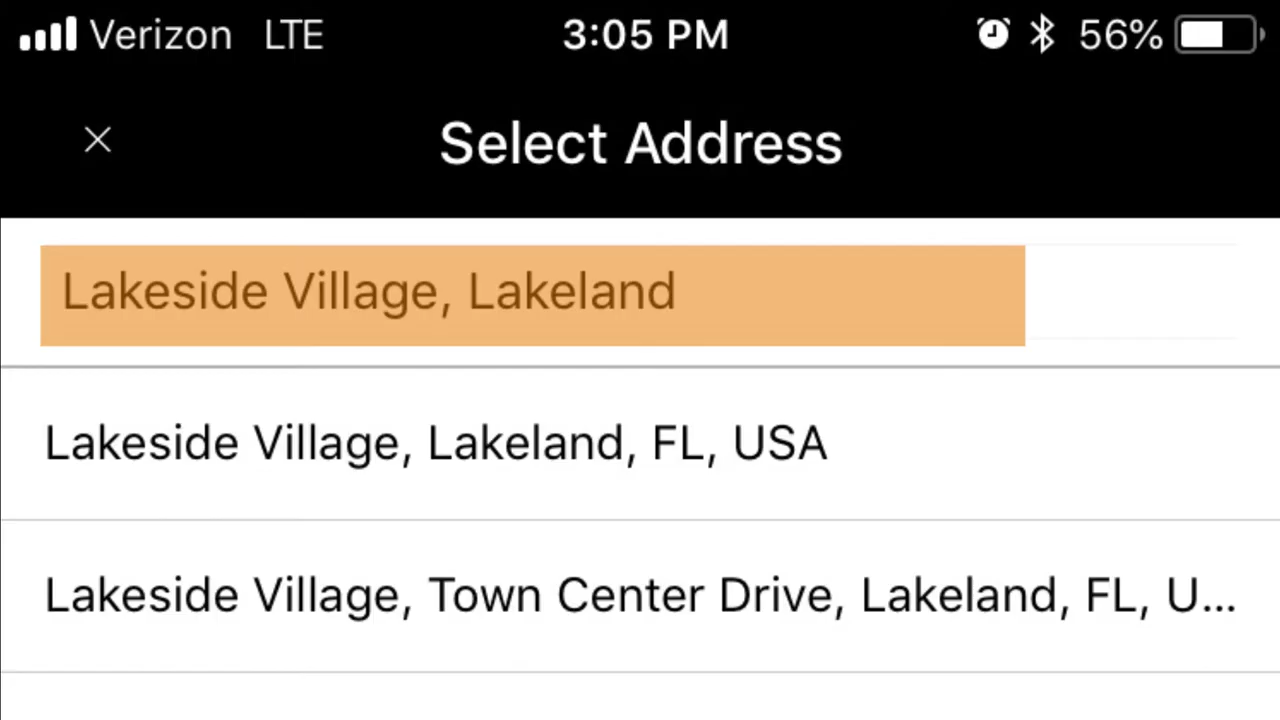 Verizon LTE 3:05 PM 56%
Select Address
Lakeside Village, Lakeland
Lakeside Village, Lakeland, FL, USA
Lakeside Village, Town Center Drive, Lakeland, FL, U...